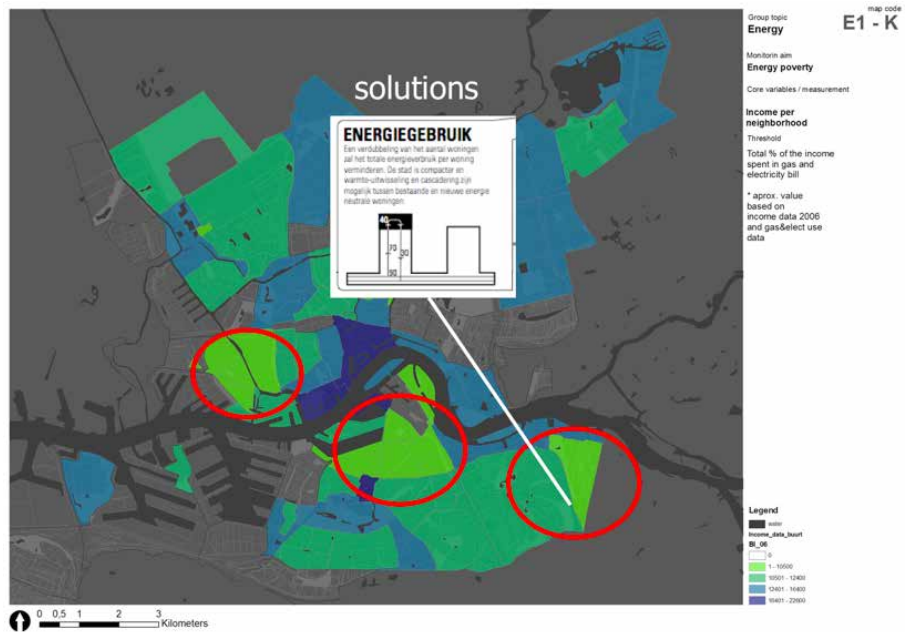 map code
Group topic
Energy
E1 - K
Monitorin aim
Energy poverty
Core variables / measurement
Income per
neighborhood
Threshold
Total % of the income
spent in gas and
electricity bill
* aprox. value
based on
income data 2006
and gas&elect use
data
solutions
ENERGIEGEBRUIK
Een verdubbeling van het aantal woningen
zal het totale energieverbruik per woning
verminderen. De stad is compacter en
warmte-uitwisseling en cascadering zijn
mogelijk tussen bestaande en nieuwe energie
neutrale woningen.
40
70
25
Legend
water
Income_data_buurt
BI_06
0
1 - 10500
10501 - 12400
12401 - 16400
16401 - 22600
0 0,5 1 2 3
Kilometers